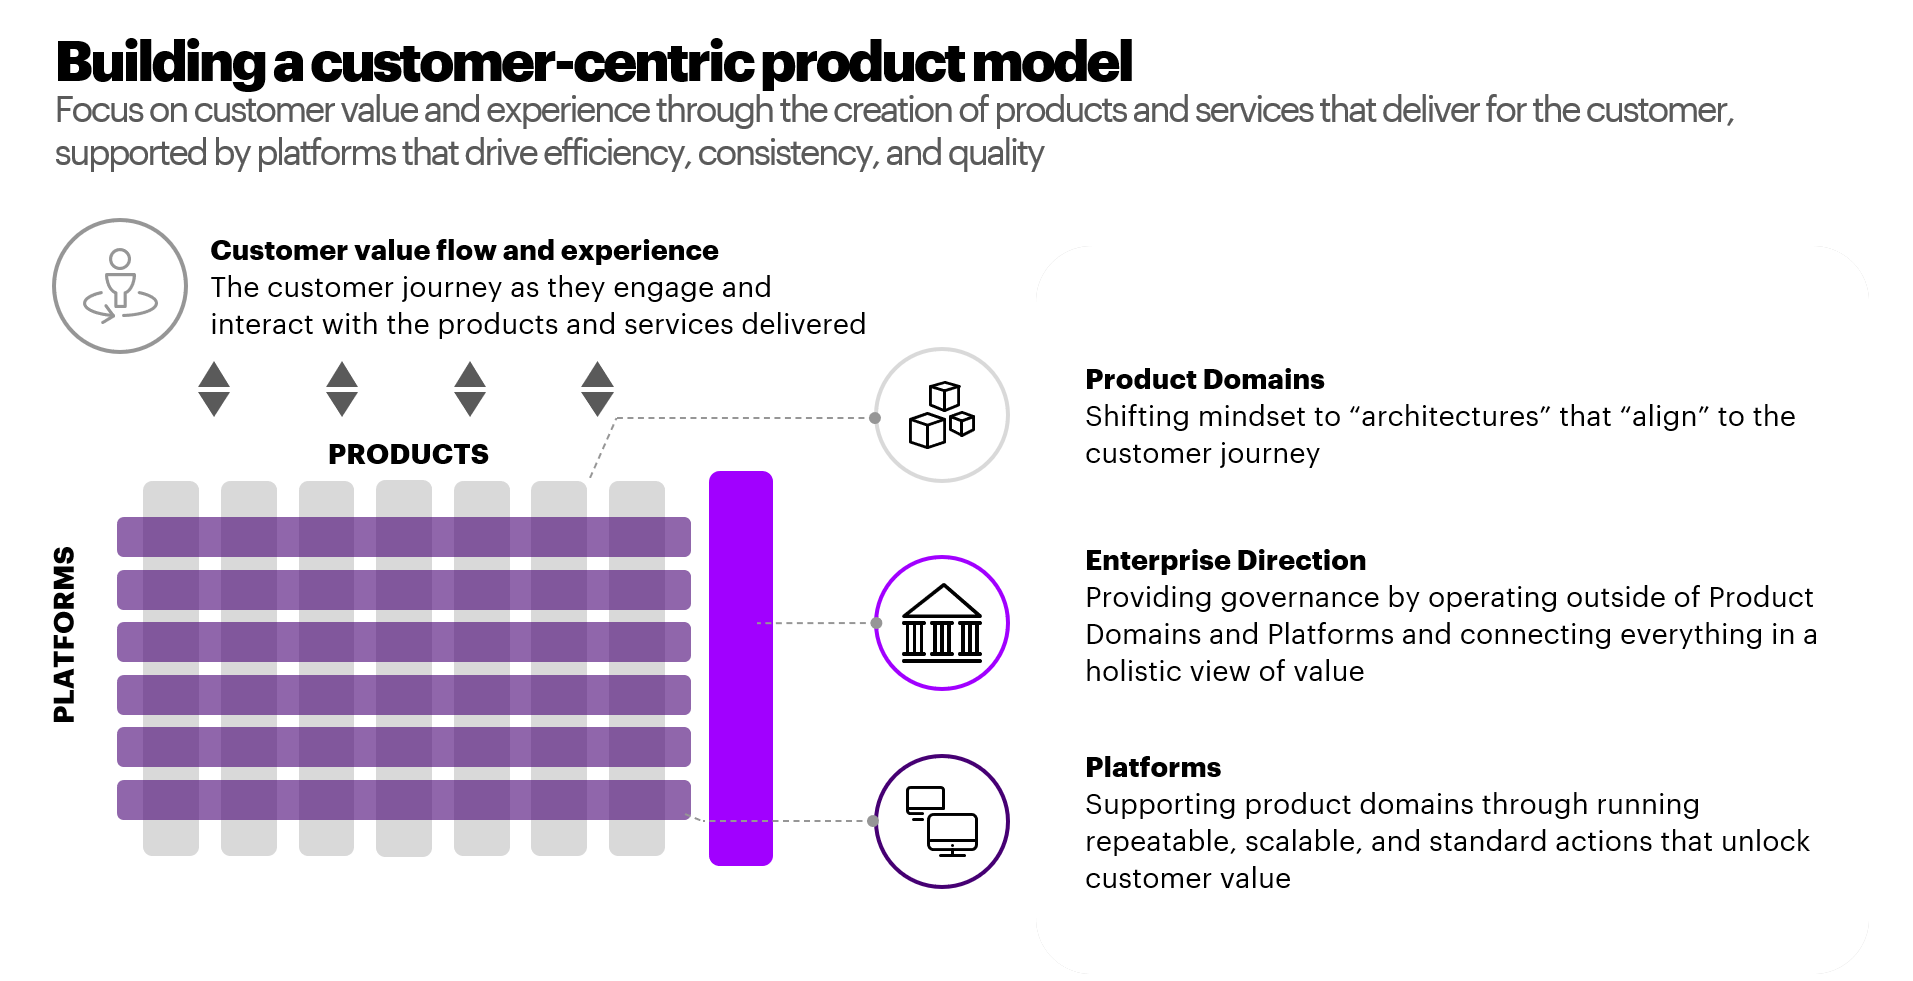 Building a customer-centric product model
Focus on customer value and experience through the creation of products and services that deliver for the customer,
supported by platforms that drive efficiency, consistency, and quality
Customer value flow and experience
The customer journey as they engage and
interact with the products and services delivered
PRODUCTS
PLATFORMS
Product Domains
Shifting mindset to “architectures” that “align” to the
customer journey
Enterprise Direction
Providing governance by operating outside of Product
Domains and Platforms and connecting everything in a
holistic view of value
Platforms
Supporting product domains through running
repeatable, scalable, and standard actions that unlock
customer value